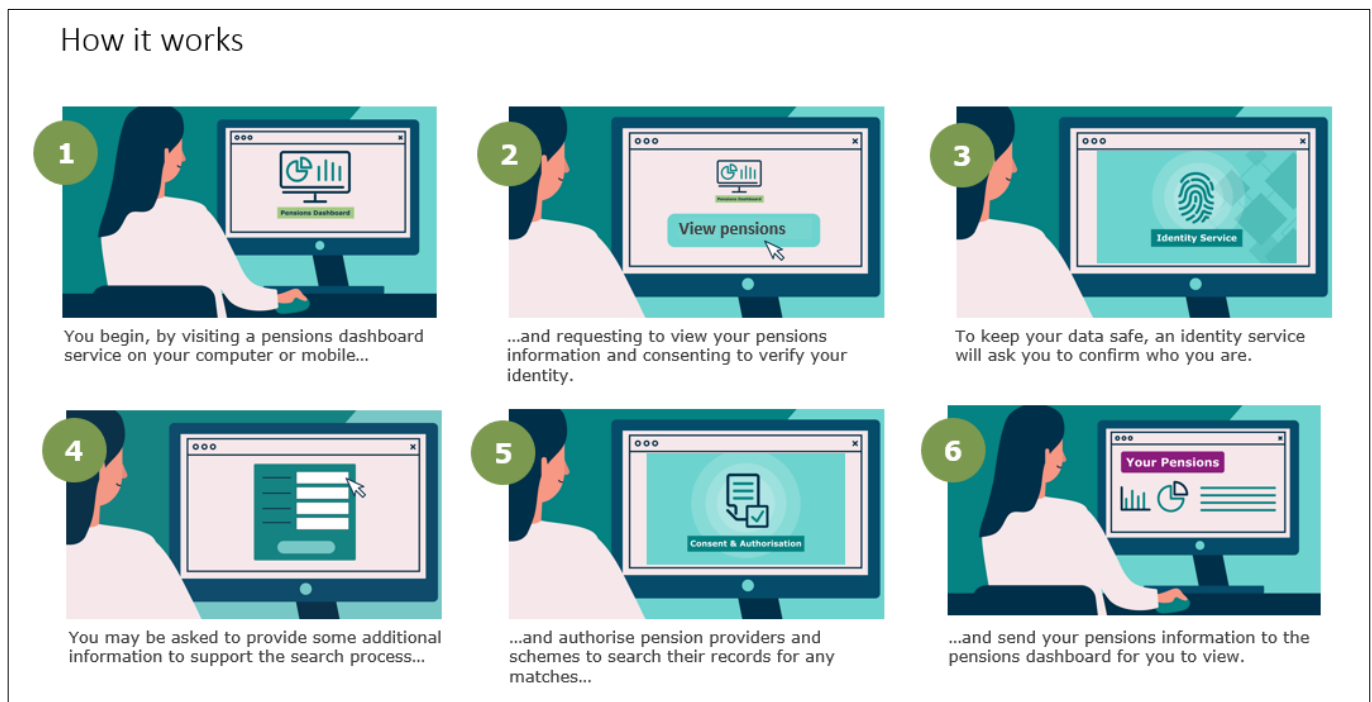 How it works
1
Pensions Dashboard
You begin, by visiting a pensions dashboard
service on your computer or mobile...
2
Pensions Dashboard
View pensions
...and requesting to view your pensions
information and consenting to verify your
identity.
3
Identity Service
To keep your data safe, an identity service
will ask you to confirm who you are.
4
You may be asked to provide some additional
information to support the search process...
5
Consent & Authorisation
...and authorise pension providers and
schemes to search their records for any
matches...
6
Your Pensions
...and send your pensions information to the
pensions dashboard for you to view.